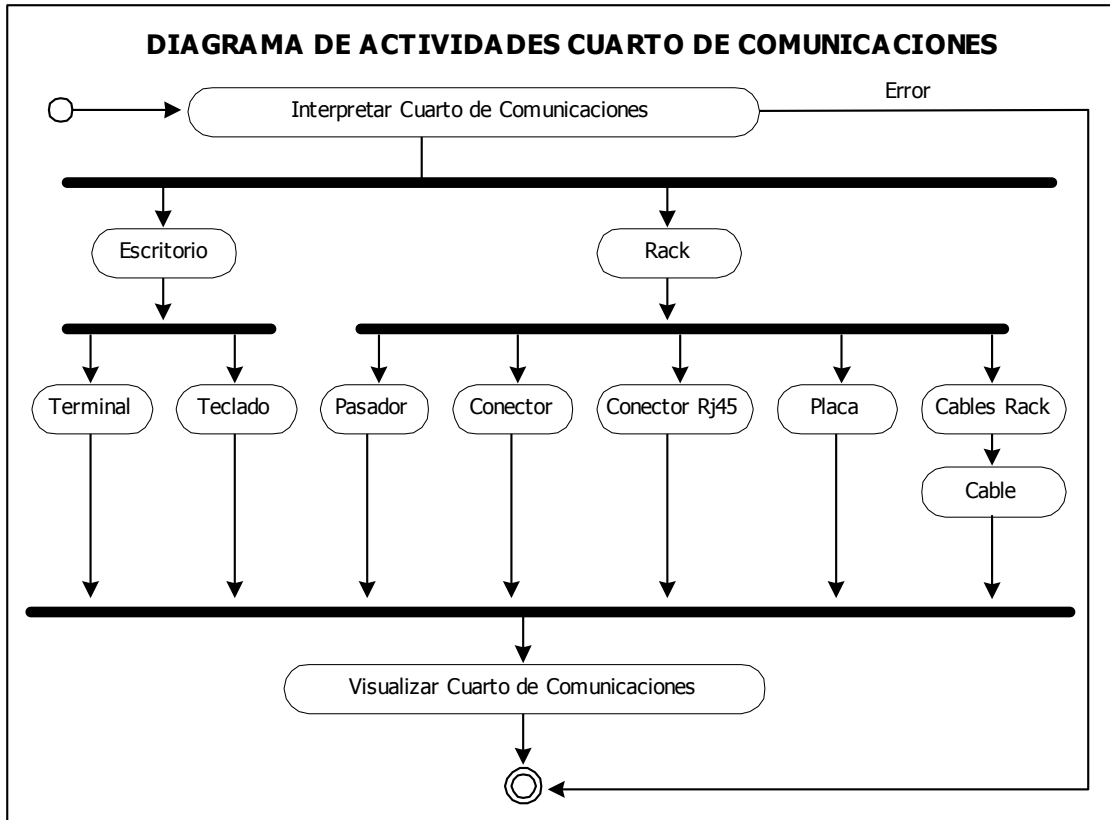 DIAGRAMA DE ACTIVIDADES CUARTO DE COMUNICACIONES
Error
Interpretar Cuarto de Comunicaciones
Escritorio
Rack
Terminal
Teclado
Pasador
Conector
Conector Rj45
Placa
Cables Rack
Cable
Visualizar Cuarto de Comunicaciones